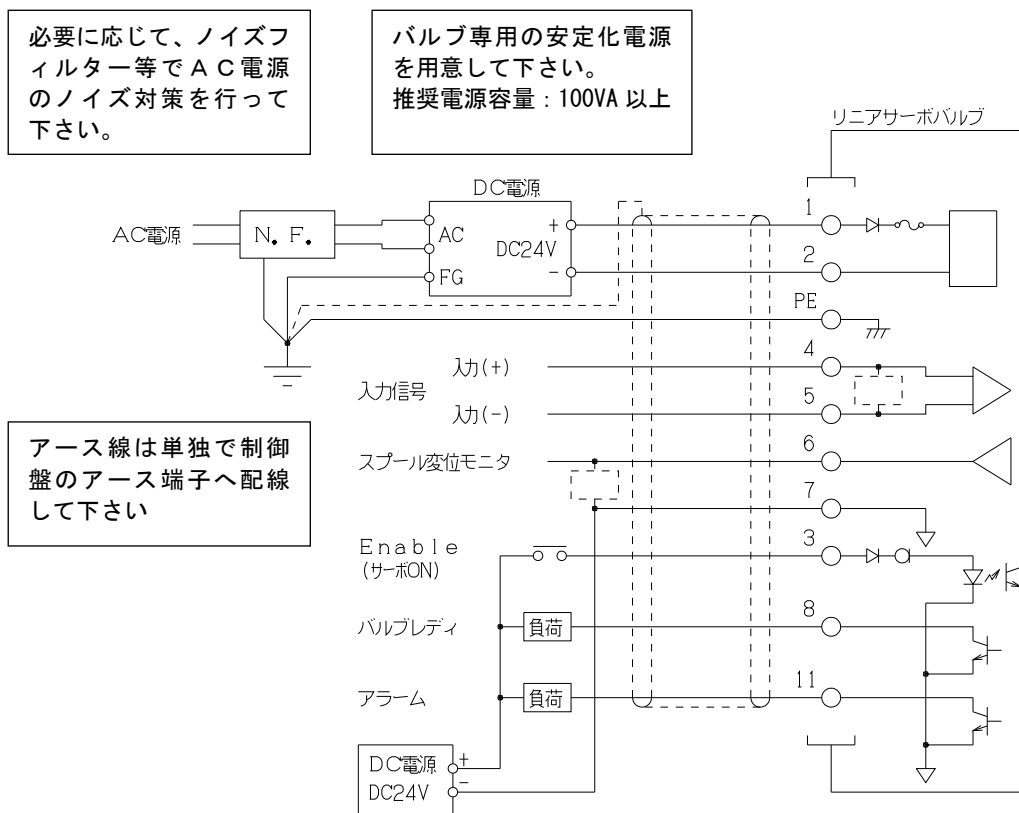 必要に応じて、ノイズフ
ィルター等でＡＣ電源
のノイズ対策を行って
下さい。
バルブ専用の安定化電源
を用意して下さい。
推奨電源容量：100VA 以上
リニアサーボバルブ
DC電源
AC電源
N. F.
AC
FG
+
DC24V
-
1
2
PE
4
入力(+)
入力信号
5
入力(-)
アース線は単独で制御
盤のアース端子へ配線
して下さい
スプール変位モニタ
6
7
Enable
(サーボON)
3
バルブレディ
負荷
8
アラーム
負荷
11
DC電源
DC24V
+
-